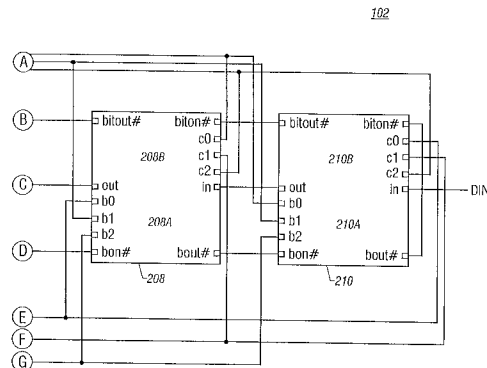 102
A
B
bitout# biton#
c0
208B c1
c2
C
out in
b0
208A
b1
b2
D
bon# bout#
208
bitout# biton#
c0
210B c1
c2
out in
DIN
b0
b1 210A
b2
bon# bout#
210
E
F
G